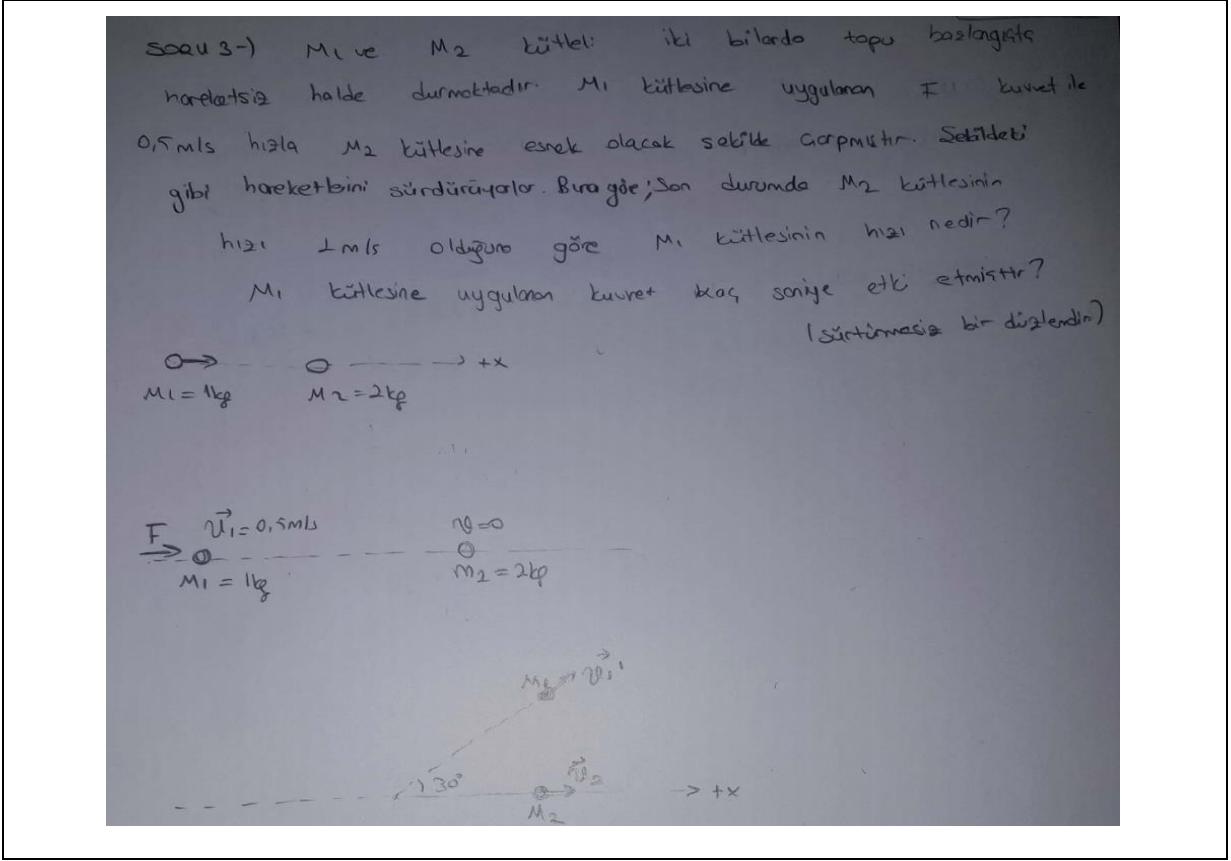 Soru 3-) M1 ve M2 kütleli iki bilardo topu başlangıçta
hareketsiz halde durmaktadır. M1 kütlesine uygulanan F kuvvet ile
0,5 m/s hızla M2 kütlesine esnek olacak şekilde çarpmıştır. Şekildeki
gibi hareketlerini sürdürüyorlar. Buna göre; Son durumda M2 kütlesinin
hızı 1 m/s olduğuna göre M1 kütlesinin hızı nedir?
M1 kütlesine uygulanan kuvvet kaç saniye etki etmiştir?
(sürtünmesiz bir düzlemdir)
+x
M1 = 1kg M2 = 2kg
F v1 = 0,5 m/s v=0
M1 = 1kg m2 = 2kg
M1 v1'
30° v2 +x
M2